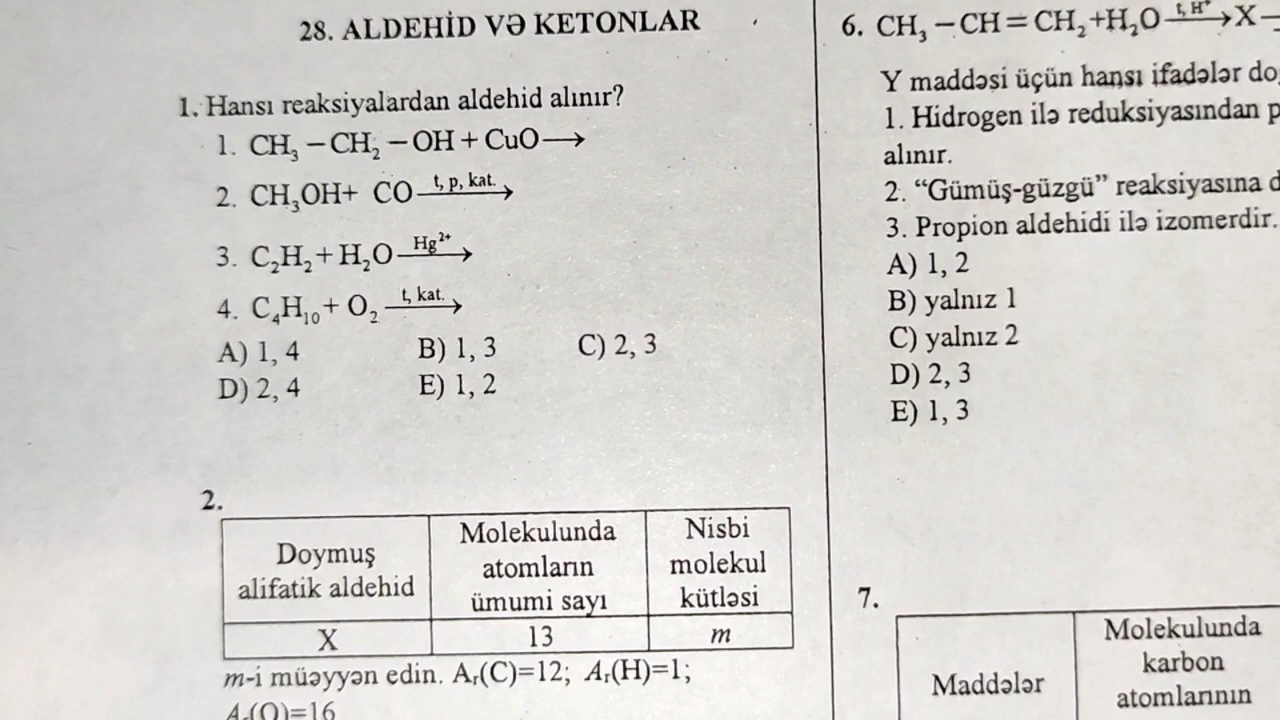 28. ALDEHİD VƏ KETONLAR
1. Hansı reaksiyalardan aldehid alınır?
1. CH₃ – CH₂ – OH + CuO ⟶
2. CH₃OH+ CO t, p, kat. ⟶
3. C₂H₂ + H₂O Hg²⁺ ⟶
4. C₄H₁₀ + O₂ t, kat. ⟶
A) 1, 4 B) 1, 3 C) 2, 3
D) 2, 4 E) 1, 2
2.
Doymuş alifatik aldehid
Molekulunda atomların ümumi sayı
Nisbi molekul kütləsi
X 13 m
m-i müəyyən edin. Aᵣ(C)=12; Aᵣ(H)=1;
Aᵣ(O)=16
6. CH₃ – CH = CH₂ +H₂O t, H⁺ ⟶ X –
Y maddəsi üçün hansı ifadələr
1. Hidrogen ilə reduksiyasından
alınır.
2. “Gümüş-güzgü” reaksiyasına
3. Propion aldehidi ilə izomerdir.
A) 1, 2
B) yalnız 1
C) yalnız 2
D) 2, 3
E) 1, 3
7.
Maddələr
Molekulunda
karbon
atomlarının